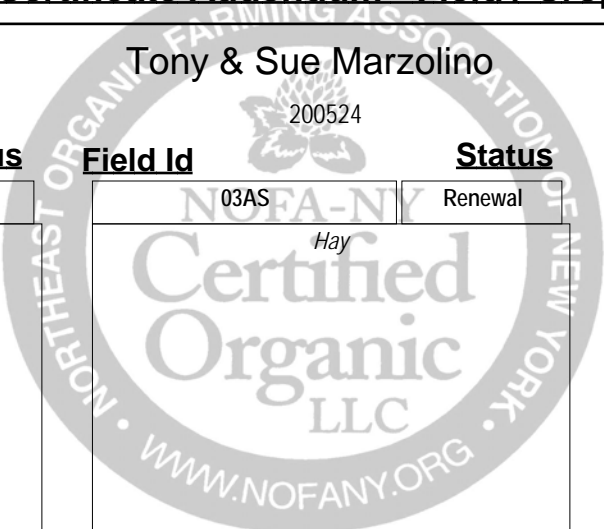 Tony & Sue Marzolino
200524
Field Id
Status
03AS
Renewal
Hay
NORTHEAST ORGANIC FARMING ASSOCIATION OF NEW YORK •
NOFA-NY
Certified
Organic
LLC
WWW.NOFANY.ORG